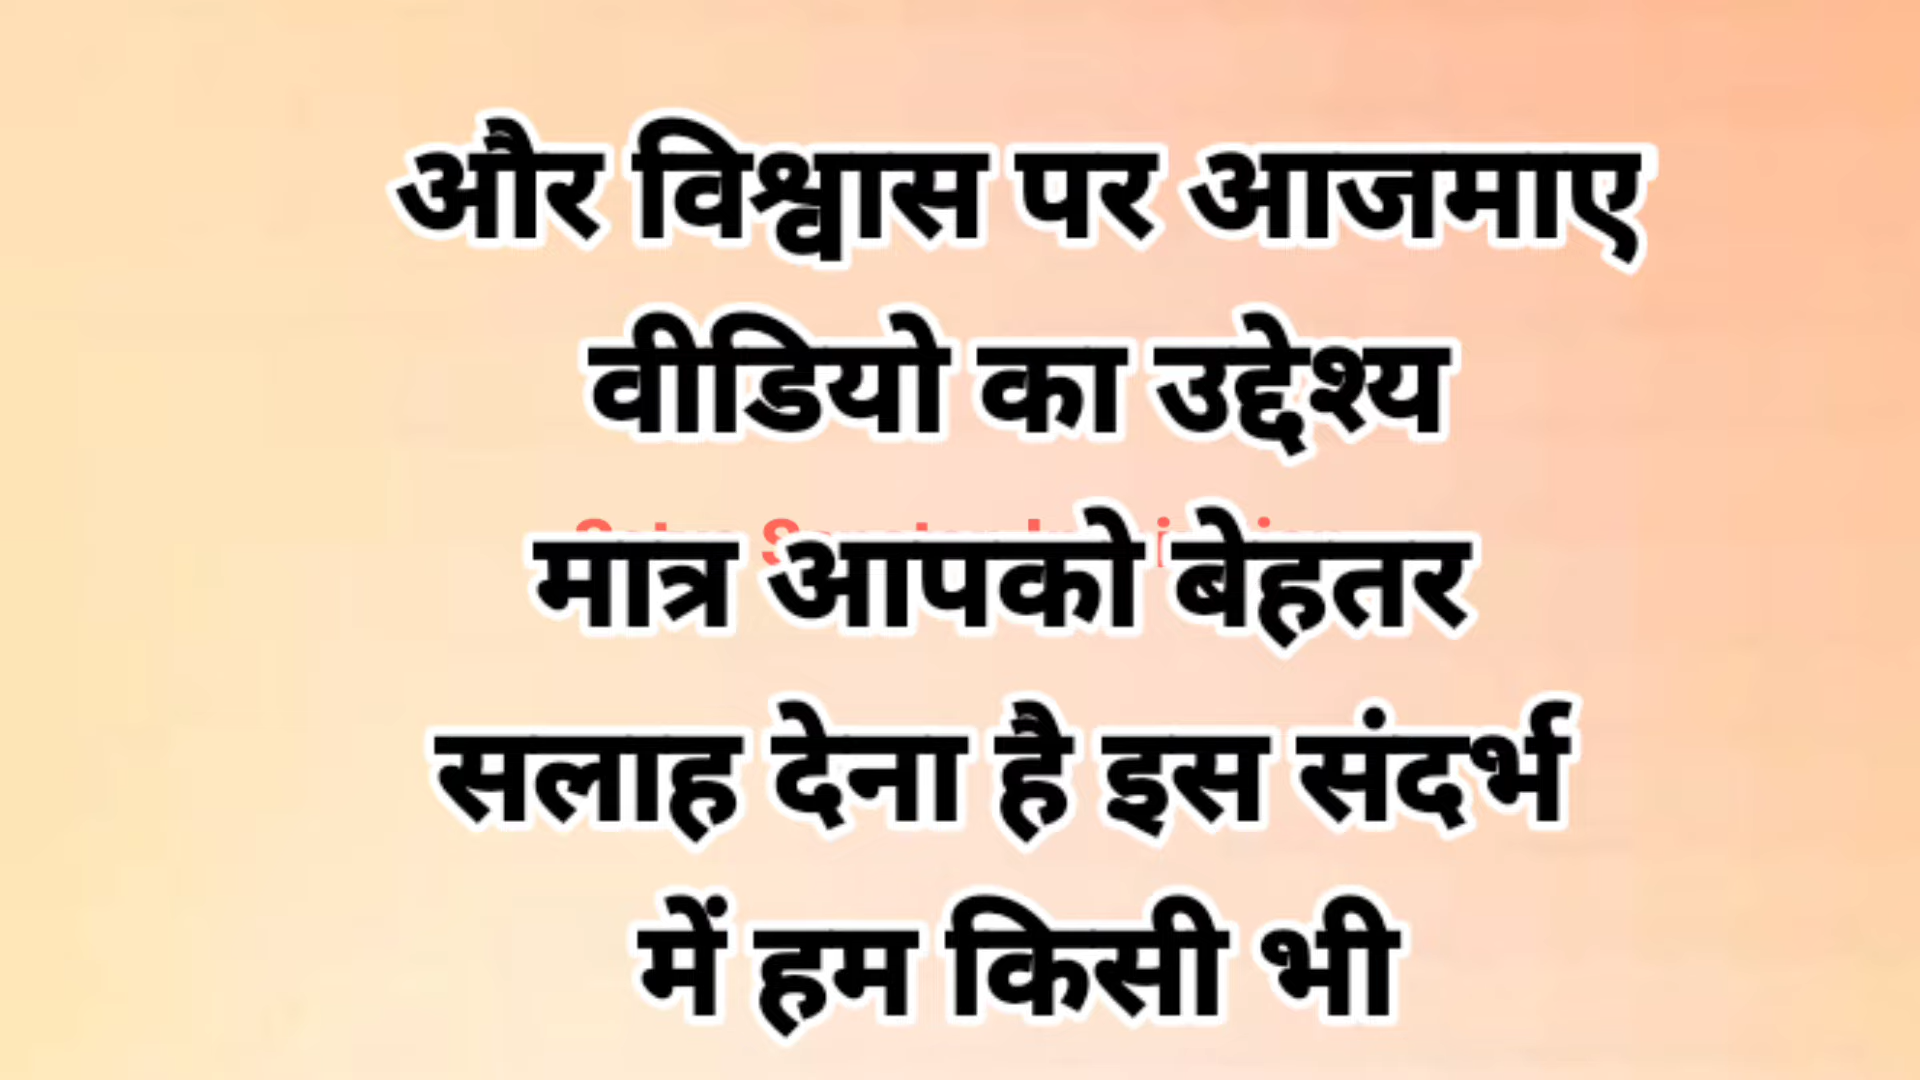 और विश्वास पर आजमाए
वीडियो का उद्देश्य
मात्र आपको बेहतर
सलाह देना है इस संदर्भ
में हम किसी भी